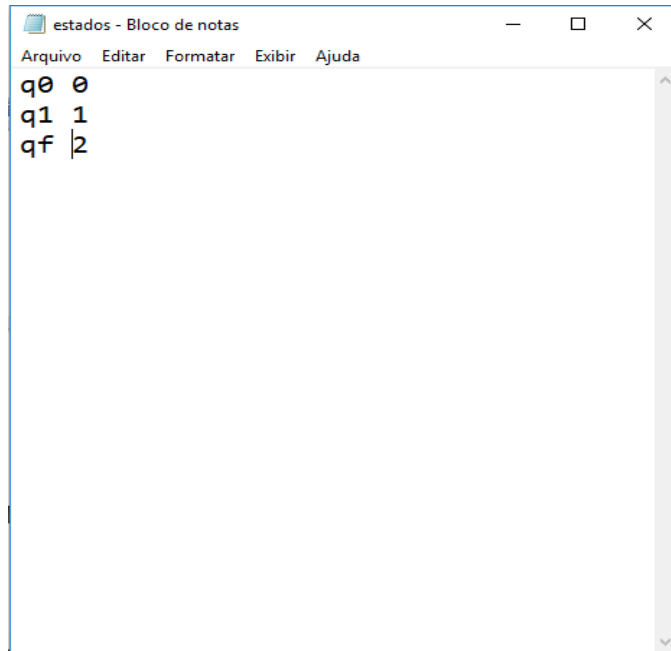 estados - Bloco de notas
Arquivo Editar Formatar Exibir Ajuda
q0 0
q1 1
qf 2